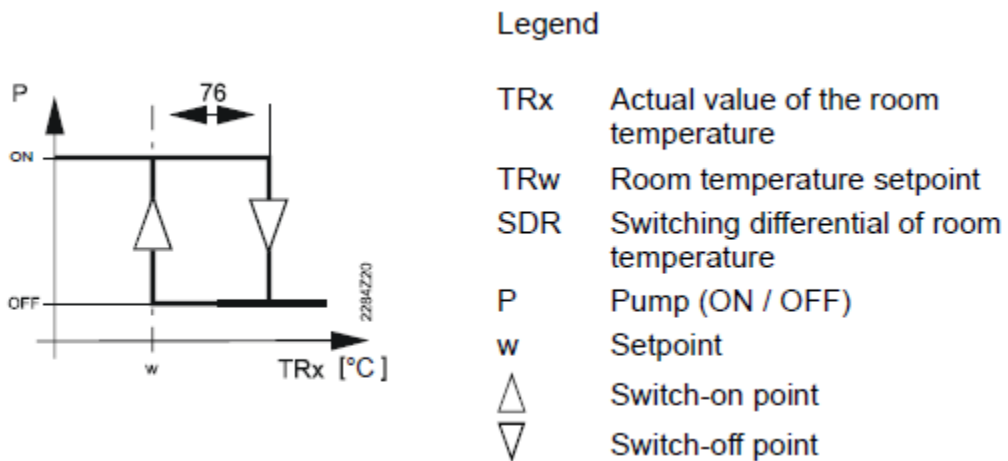 Legend
P
76
ON
OFF
w
TRx [°C ]
2284Z20
TRx Actual value of the room
temperature
TRw Room temperature setpoint
SDR Switching differential of room
temperature
P Pump (ON / OFF)
w Setpoint
Switch-on point
Switch-off point